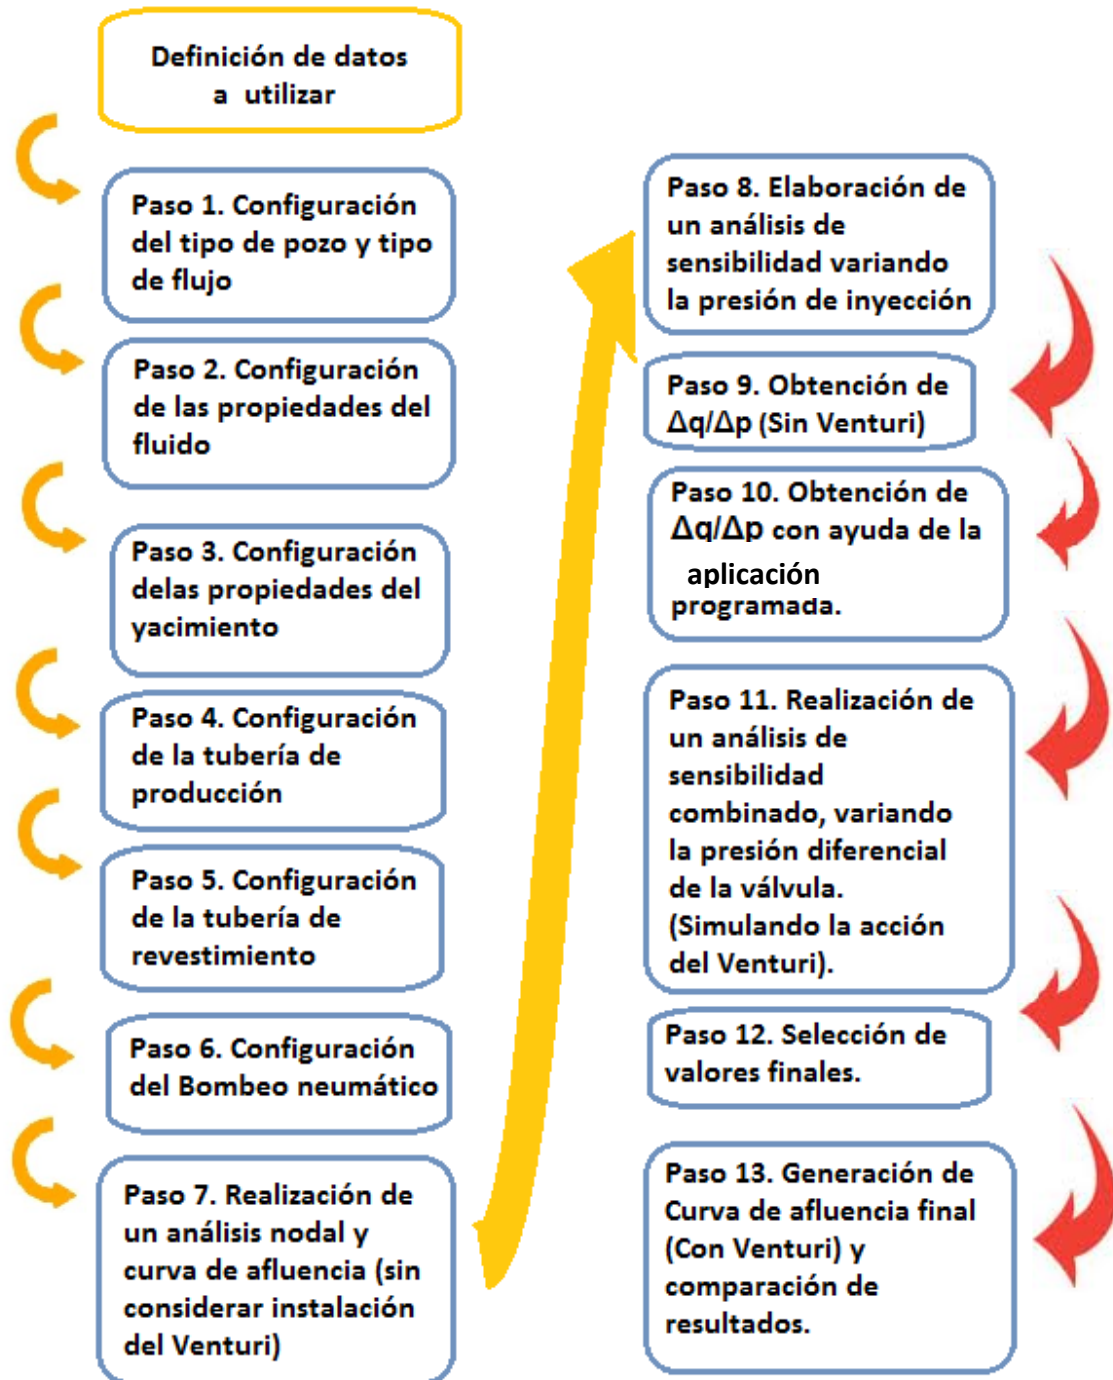 Definición de datos
a utilizar
Paso 1. Configuración
del tipo de pozo y tipo
de flujo
Paso 2. Configuración
de las propiedades del
fluido
Paso 3. Configuración
delas propiedades del
yacimiento
Paso 4. Configuración
de la tubería de
producción
Paso 5. Configuración
de la tubería de
revestimiento
Paso 6. Configuración
del Bombeo neumático
Paso 7. Realización de
un análisis nodal y
curva de afluencia (sin
considerar instalación
del Venturi)
Paso 8. Elaboración de
un análisis de
sensibilidad variando
la presión de inyección
Paso 9. Obtención de
Δq/Δp (Sin Venturi)
Paso 10. Obtención de
Δq/Δp con ayuda de la
aplicación
programada.
Paso 11. Realización de
un análisis de
sensibilidad
combinado, variando
la presión diferencial
de la válvula.
(Simulando la acción
del Venturi).
Paso 12. Selección de
valores finales.
Paso 13. Generación de
Curva de afluencia final
(Con Venturi) y
comparación de
resultados.